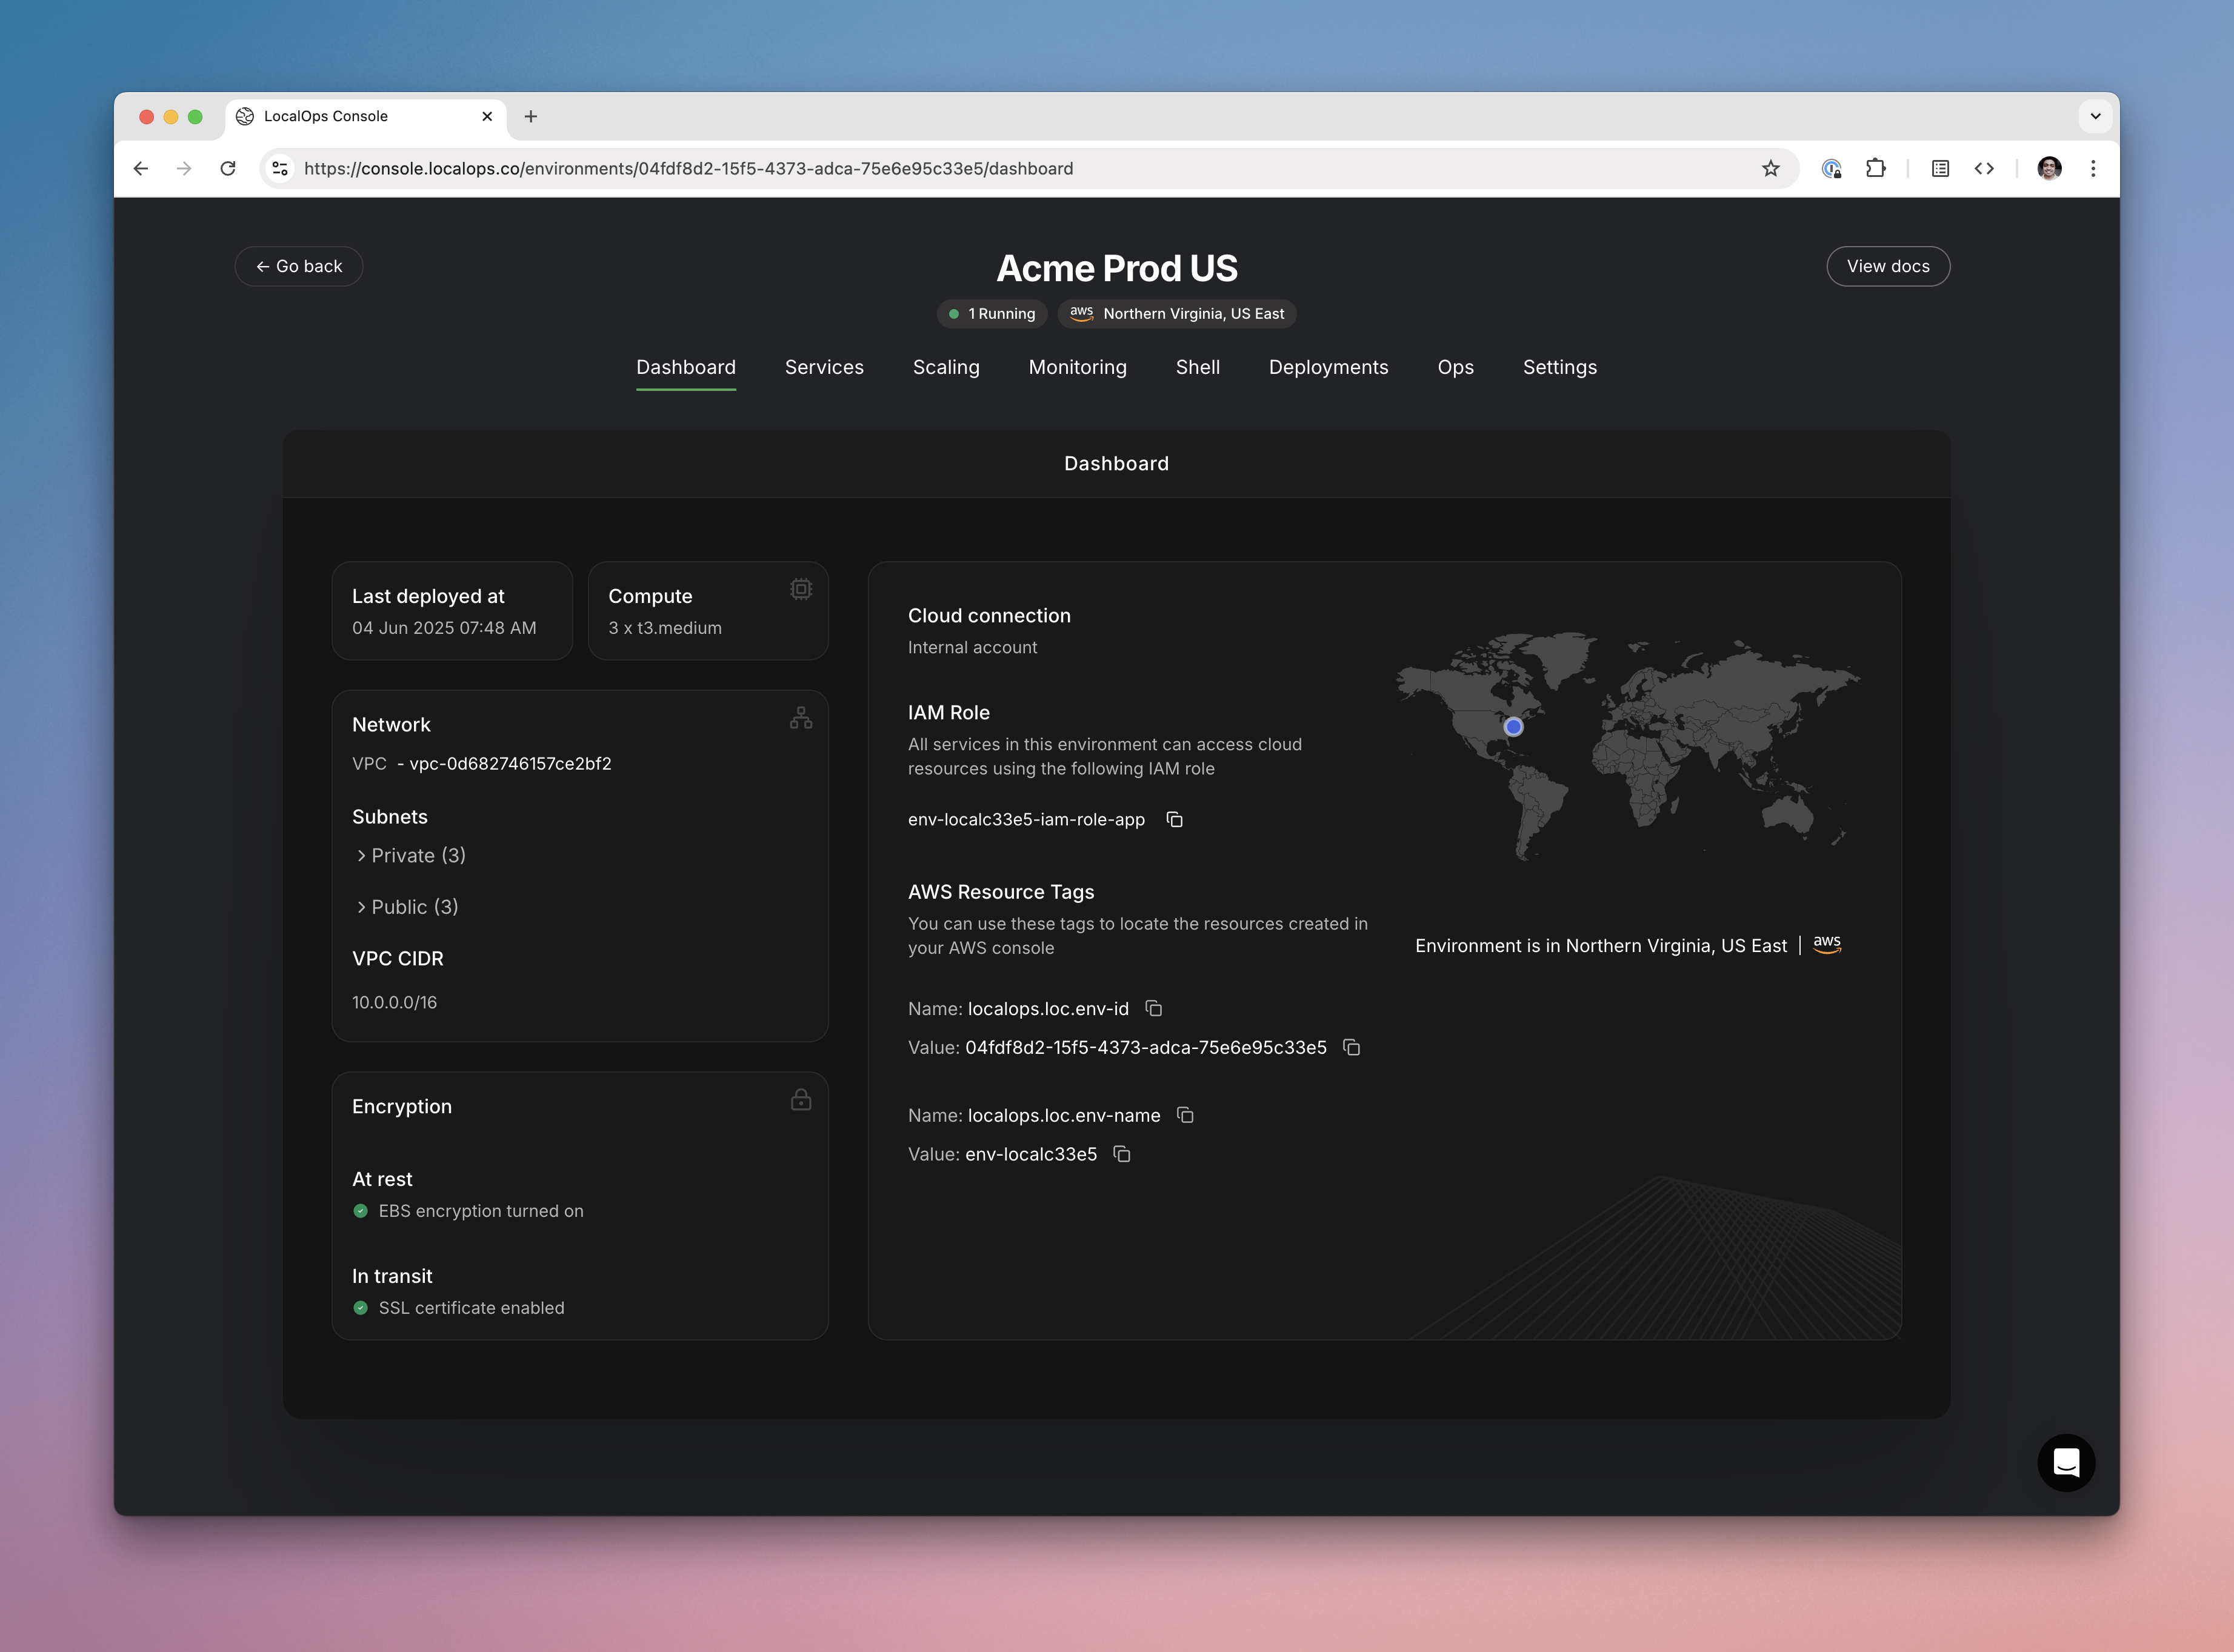 LocalOps Console
https://console.localops.co/environments/04fdf8d2-15f5-4373-adca-75e6e95c33e5/dashboard
Go back
Acme Prod US
View docs
1 Running
aws Northern Virginia, US East
Dashboard Services Scaling Monitoring Shell Deployments Ops Settings
Dashboard
Last deployed at
04 Jun 2025 07:48 AM
Compute
3 x t3.medium
Network
VPC - vpc-0d682746157ce2bf2
Subnets
Private (3)
Public (3)
VPC CIDR
10.0.0.0/16
Encryption
At rest
EBS encryption turned on
In transit
SSL certificate enabled
Cloud connection
Internal account
IAM Role
All services in this environment can access cloud
resources using the following IAM role
env-localc33e5-iam-role-app
AWS Resource Tags
You can use these tags to locate the resources created in
your AWS console
Name: localops.loc.env-id
Value: 04fdf8d2-15f5-4373-adca-75e6e95c33e5
Name: localops.loc.env-name
Value: env-localc33e5
Environment is in Northern Virginia, US East | aws